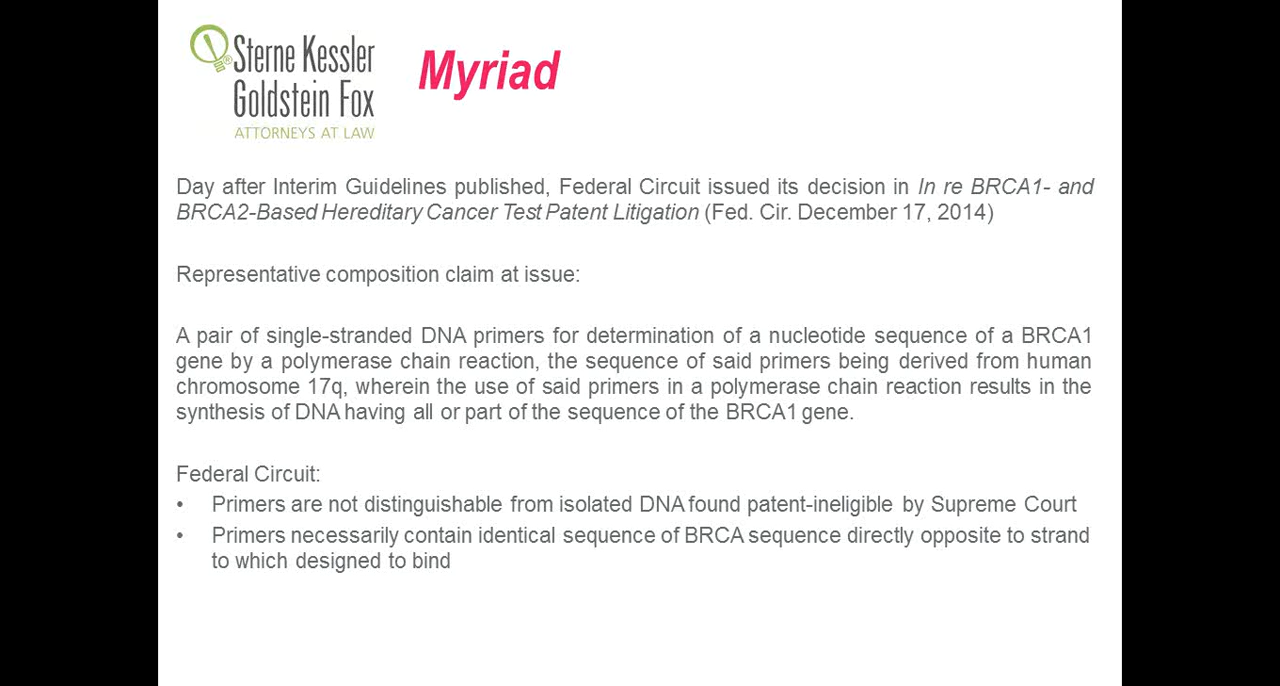 Sterne Kessler
Goldstein Fox
ATTORNEYS AT LAW
Myriad
Day after Interim Guidelines published, Federal Circuit issued its decision in In re BRCA1- and
BRCA2-Based Hereditary Cancer Test Patent Litigation (Fed. Cir. December 17, 2014)
Representative composition claim at issue:
A pair of single-stranded DNA primers for determination of a nucleotide sequence of a BRCA1
gene by a polymerase chain reaction, the sequence of said primers being derived from human
chromosome 17q, wherein the use of said primers in a polymerase chain reaction results in the
synthesis of DNA having all or part of the sequence of the BRCA1 gene.
Federal Circuit:
• Primers are not distinguishable from isolated DNA found patent-ineligible by Supreme Court
• Primers necessarily contain identical sequence of BRCA sequence directly opposite to strand
to which designed to bind